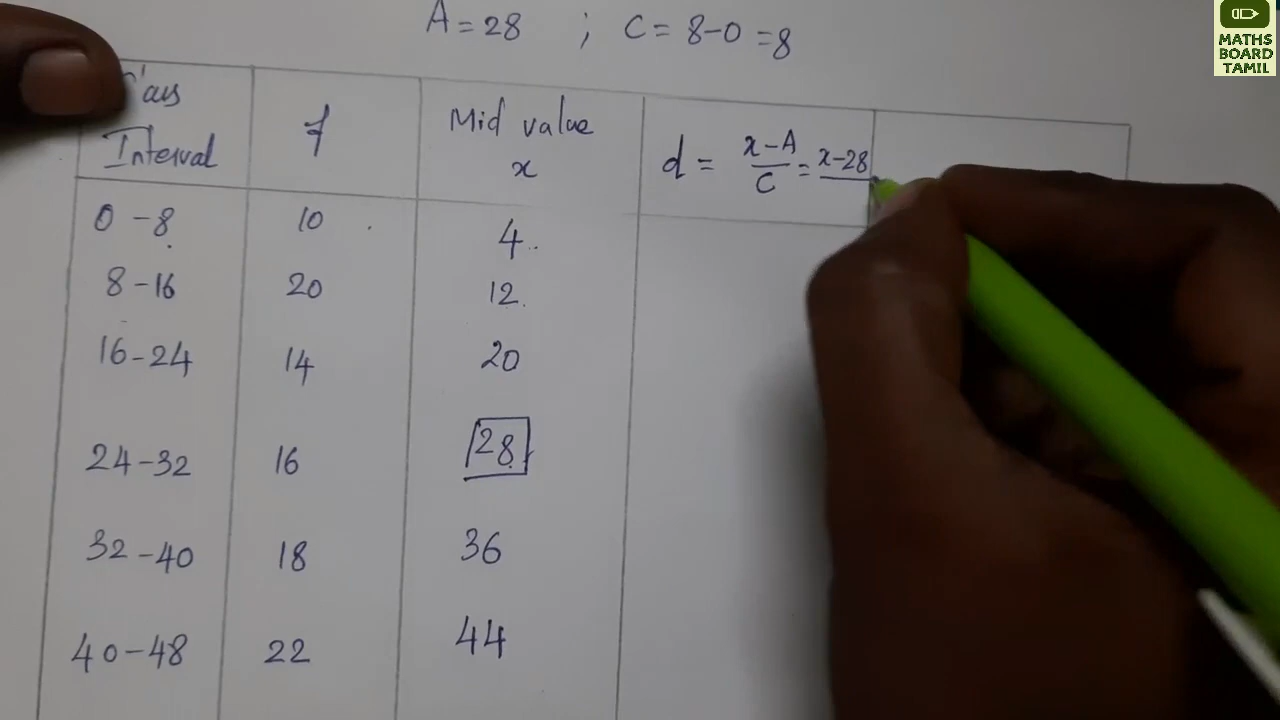 A = 28 ; C = 8-0 = 8
MATHS
BOARD
TAMIL
Interval f Mid value x d = x-A/C = x-28
0-8 10 4
8-16 20 12
16-24 14 20
24-32 16 28
32-40 18 36
40-48 22 44